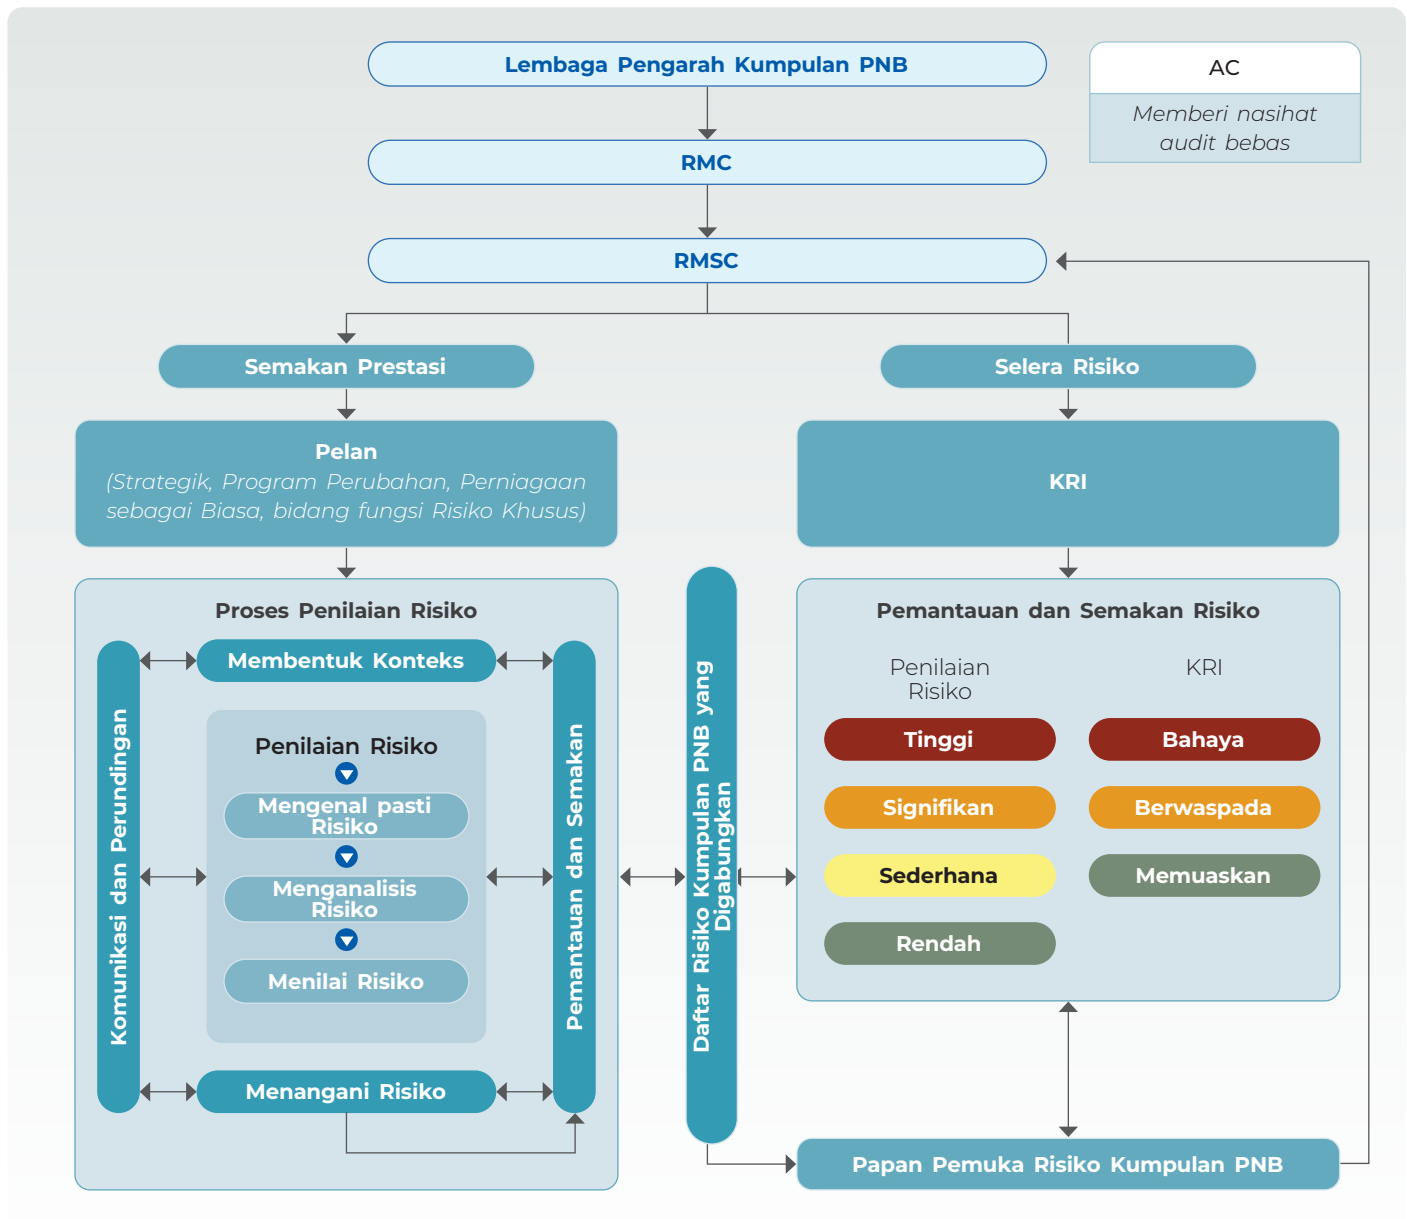 Lembaga Pengarah Kumpulan PNB
AC
Memberi nasihat
audit bebas
RMC
RMSC
Semakan Prestasi
Selera Risiko
Pelan
(Strategik, Program Perubahan, Perniagaan
sebagai Biasa, bidang fungsi Risiko Khusus)
KRI
Proses Penilaian Risiko
Komunikasi dan Perundingan
Membentuk Konteks
Penilaian Risiko
Mengenal pasti
Risiko
Menganalisis
Risiko
Menilai Risiko
Menangani Risiko
Pemantauan dan Semakan
Daftar Risiko Kumpulan PNB yang
Digabungkan
Pemantauan dan Semakan Risiko
Penilaian
Risiko
KRI
Tinggi
Bahaya
Signifikan
Berwaspada
Sederhana
Memuaskan
Rendah
Papan Pemuka Risiko Kumpulan PNB